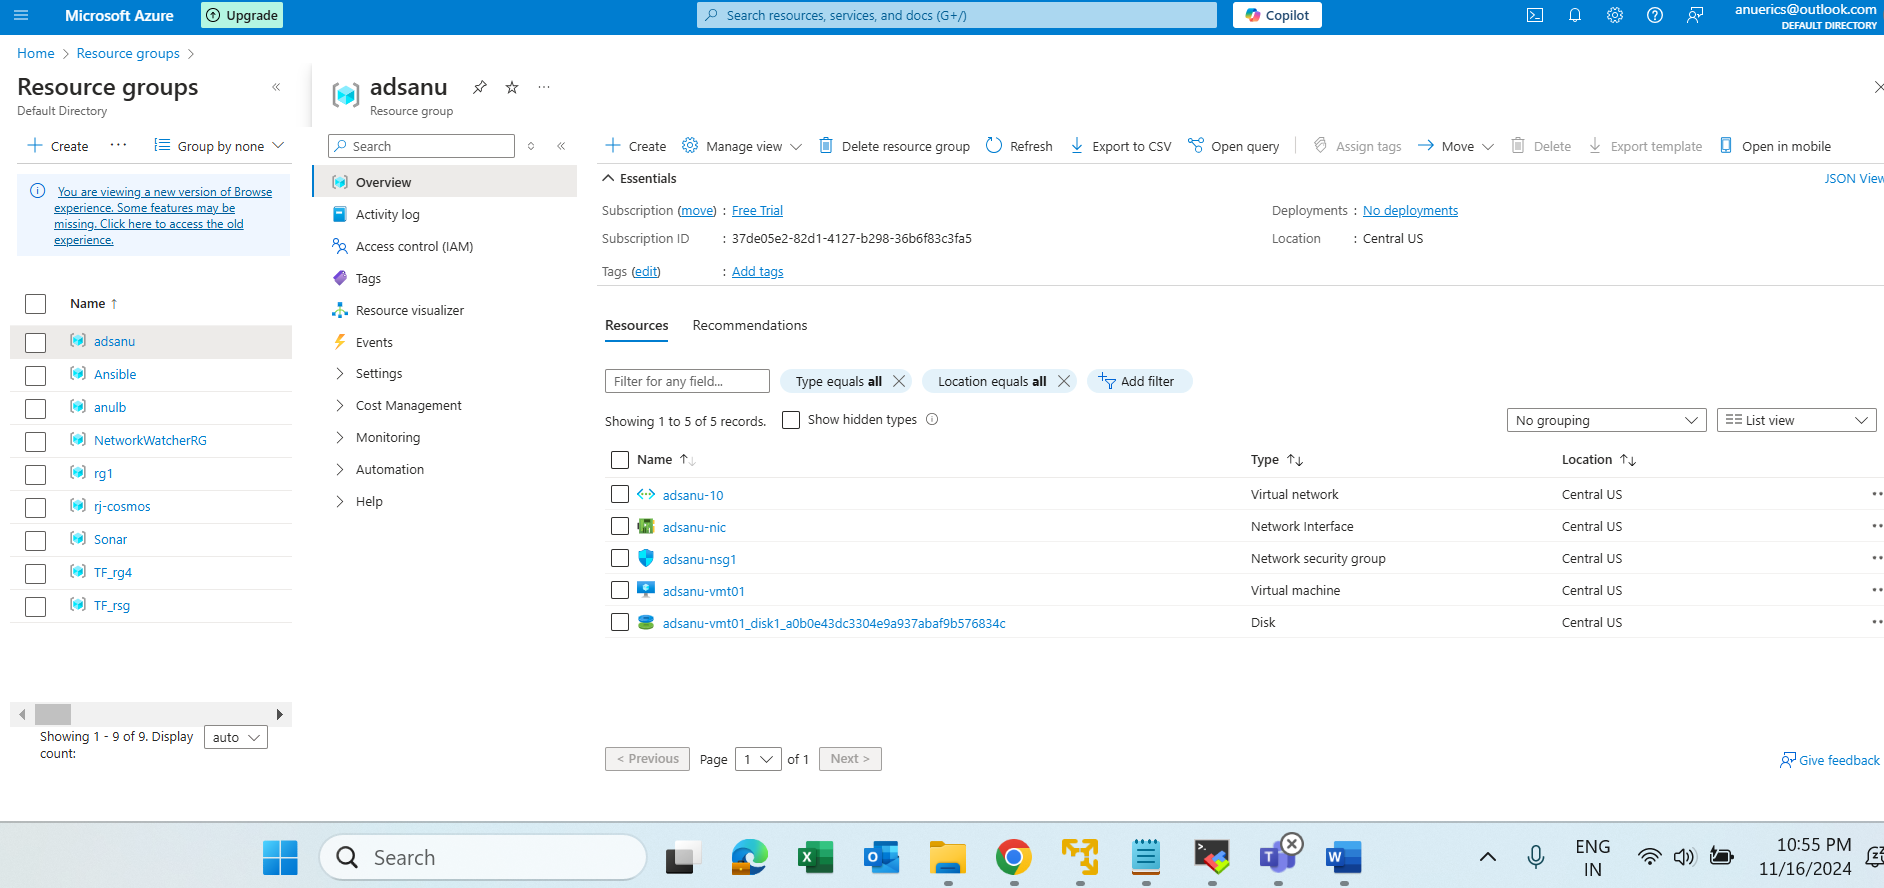 Microsoft Azure
Upgrade
Search resources, services, and docs (G+/)
Copilot
anuerics@outlook.com
DEFAULT DIRECTORY
Home > Resource groups >
Resource groups
Default Directory
Create
Group by none
You are viewing a new version of Browse
experience. Some features may be
missing. Click here to access the old
experience.
Name ↑
adsanu
Ansible
anulb
NetworkWatcherRG
rg1
rj-cosmos
Sonar
TF_rg4
TF_rsg
Showing 1 - 9 of 9. Display
count:
auto
adsanu
Resource group
Search
Overview
Activity log
Access control (IAM)
Tags
Resource visualizer
Events
Settings
Cost Management
Monitoring
Automation
Help
Create Manage view Delete resource group Refresh Export to CSV Open query Assign tags Move Delete Export template Open in mobile
Essentials
JSON View
Subscription (move) : Free Trial
Deployments : No deployments
Subscription ID : 37de05e2-82d1-4127-b298-36b6f83c3fa5
Location : Central US
Tags (edit) : Add tags
Resources Recommendations
Filter for any field...
Type equals all
Location equals all
Add filter
Showing 1 to 5 of 5 records.
Show hidden types
No grouping
List view
Name ↑↓ Type ↑↓ Location ↑↓
adsanu-10 Virtual network Central US
adsanu-nic Network Interface Central US
adsanu-nsg1 Network security group Central US
adsanu-vmt01 Virtual machine Central US
adsanu-vmt01_disk1_a0b0e43dc3304e9a937abaf9b576834c Disk Central US
< Previous Page 1 of 1 Next >
Give feedback
Search
ENG
IN
10:55 PM
11/16/2024